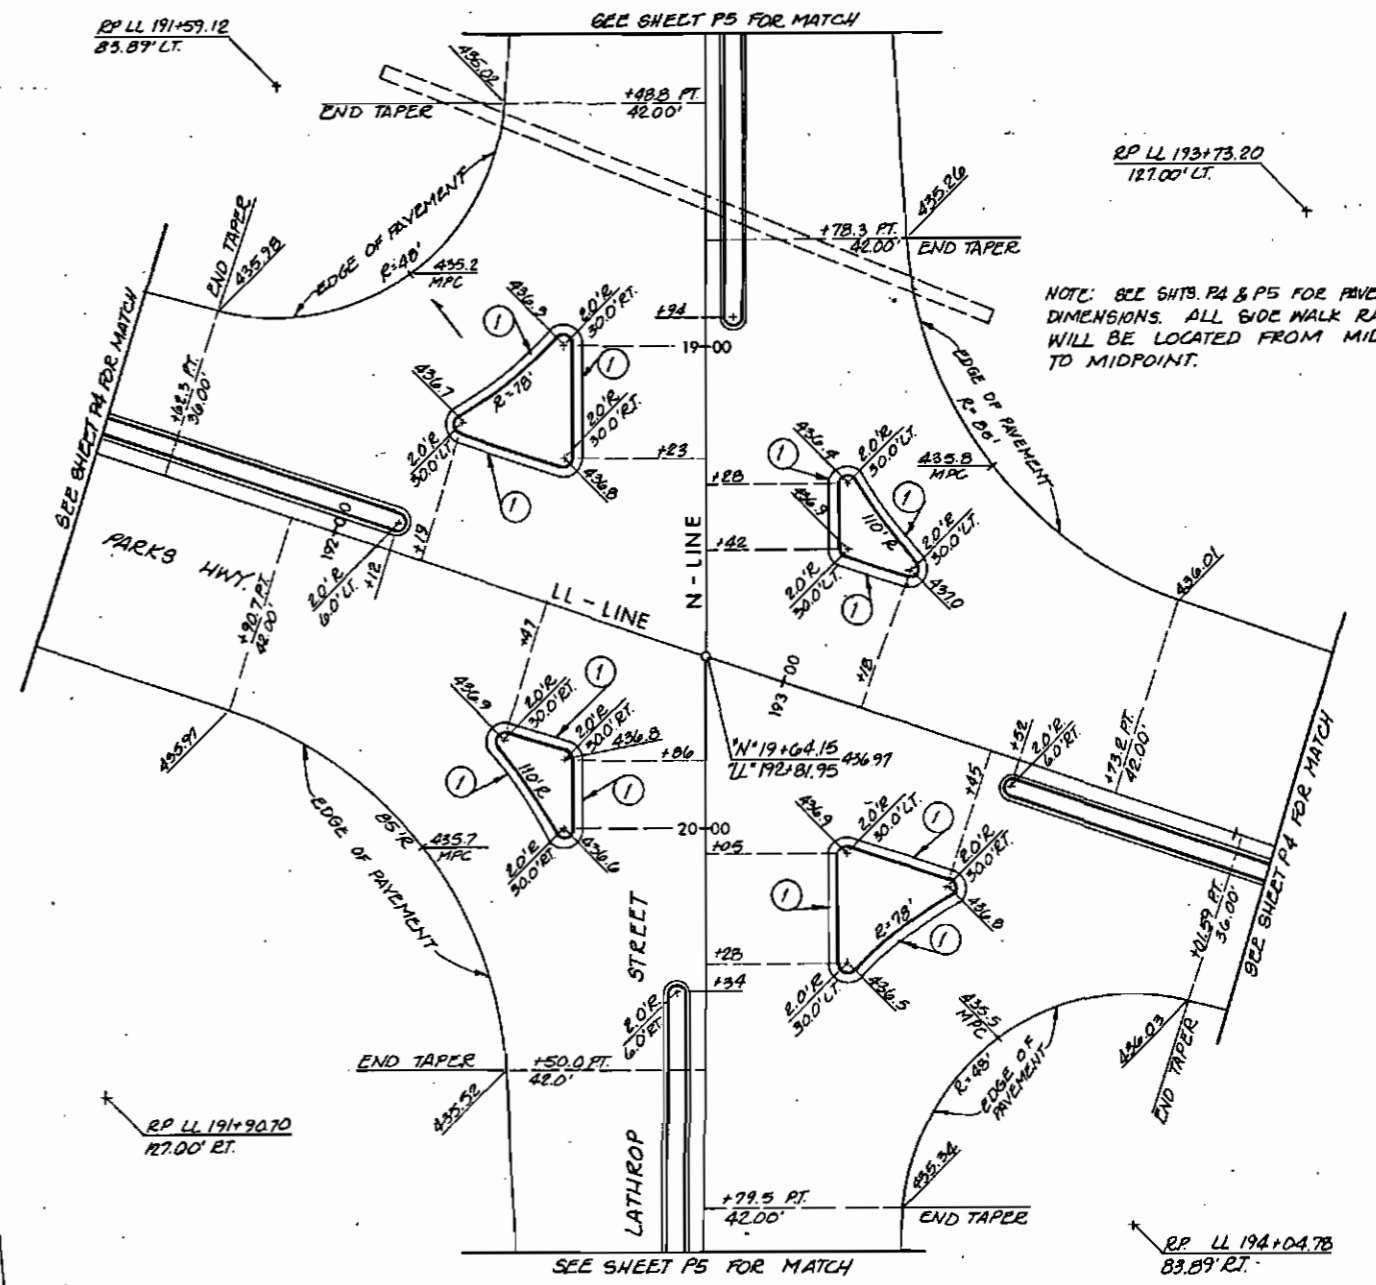 SEE SHEET P5 FOR MATCH
RP LL 191+59.12
83.89' LT.
435.02
END TAPER
+48.8 PT.
42.00'
RP LL 193+73.20
127.00' LT.
435.26
+78.3 PT.
42.00'
END TAPER
END TAPER
435.98
EDGE OF PAVEMENT
R=48'
435.2
MPC
NOTE: SEE SHTS. P4 & P5 FOR PAVE
DIMENSIONS. ALL SIDE WALK RA
WILL BE LOCATED FROM MID
TO MIDPOINT.
SEE SHEET P4 FOR MATCH
+62.3 PT.
36.00'
436.3
2.0'R
30.0'RT.
1
1
+94
19+00
436.7
R=78'
2.0'R
30.0'LT.
2.0'R
30.0'RT.
+23
436.8
1
EDGE OF PAVEMENT
R=88'
435.8
MPC
436.4
2.0'R
30.0'LT.
1
1
+28
436.9
110'R
2.0'R
30.0'LT.
+42
2.0'R
30.0'LT.
437.0
1
436.01
PARKS HWY.
192+00
+19
2.0'R
6.0'LT.
+12
+90.7 PT.
42.00'
LL-LINE
N-LINE
+47
193+00
+18
435.97
436.9
2.0'R
30.0'RT.
1
2.0'R
30.0'RT.
436.8
+86
"N" 19+64.15
"LL" 192+81.95
436.97
1
110'R
1
+52
2.0'R
6.0'RT.
+73.2 PT.
42.00'
+45
EDGE OF PAVEMENT
85'R
435.7
MPC
2.0'R
30.0'RT.
436.6
20+00
+05
436.9
2.0'R
30.0'LT.
1
2.0'R
30.0'RT.
436.8
1
R=78'
1
+28
2.0'R
30.0'LT.
436.5
+01.59 PT.
36.00'
SEE SHEET P4 FOR MATCH
LATHROP STREET
+34
2.0'R
6.0'RT.
435.5
MPC
R=48'
EDGE OF PAVEMENT
436.03
END TAPER
END TAPER
+50.0 PT.
42.0'
435.52
RP LL 191+90.70
127.00' RT.
435.34
+79.5 PT.
42.00'
END TAPER
RP LL 194+04.78
83.89' RT.
SEE SHEET P5 FOR MATCH